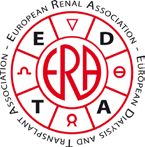 European Renal Association - European Dialysis and Transplant Association -
E D
ERA
T A